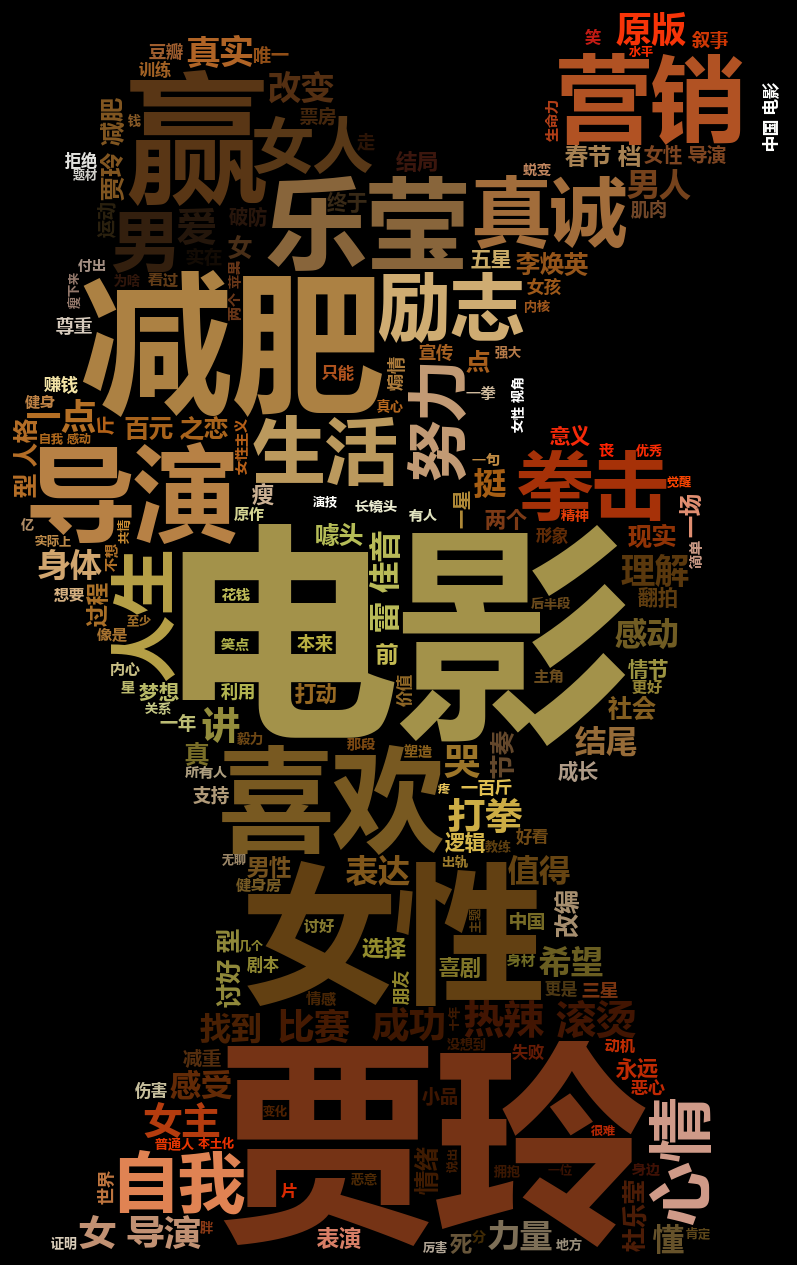 笑
原版
叙事
水平
豆瓣
真实
唯一
训练
营销
中国 电影
改变
赢
钱
减肥
票房
生命力
女人
走
拒绝
题材
贾玲
结局
春节 档
女性 导演
蜕变
男人
肌肉
乐莹
真诚
终于
运动
男
爱
破防
实在
女
五星
李焕英
付出
为啥
看过
瘦下来
两个
苹果
女孩
内核
减肥
励志
尊重
宣传
点
强大
只能
煽情
赚钱
健身
真心
努力
一拳
女性 视角
一点
斤
百元 之恋
女性主义
自我
感动
型 人格
生活
意义
丧
优秀
觉醒
一句
挺
拳击
导演
瘦
演技
长镜头
原作
有人
一星
两个
精神
一场
亿
共情
噱头
形象
现实
简单
实际上
不想
身体
雷 佳音
理解
想要
过程
人生
电影
花钱
后半段
翻拍
至少
像是
笑点
本来
前
感动
内心
主角
情节
更好
星
梦想
利用
打动
价值
关系
社会
一年
讲
毅力
那段
塑造
哭
节奏
结尾
真
所有人
成长
喜欢
支持
疼
一百斤
打拳
逻辑
教练
好看
无聊
男性
表达
出轨
值得
健身房
女性
讨好
主题
中国
改编
讨好 型
几个
选择
剧本
喜剧
身材
希望
朋友
情感
更是
三星
找到
比赛
成功
十年
热辣 滚烫
没想到
失败
动机
减重
永远
伤害
感受
小品
恶心
贾玲
变化
女主
很难
普通人
本土化
心情
世界
自我
片
恶意
情绪
说出
拥抱
一位
身边
杜乐莹
证明
女 导演
胖
表演
厉害
死
分
力量
地方
懂
肯定